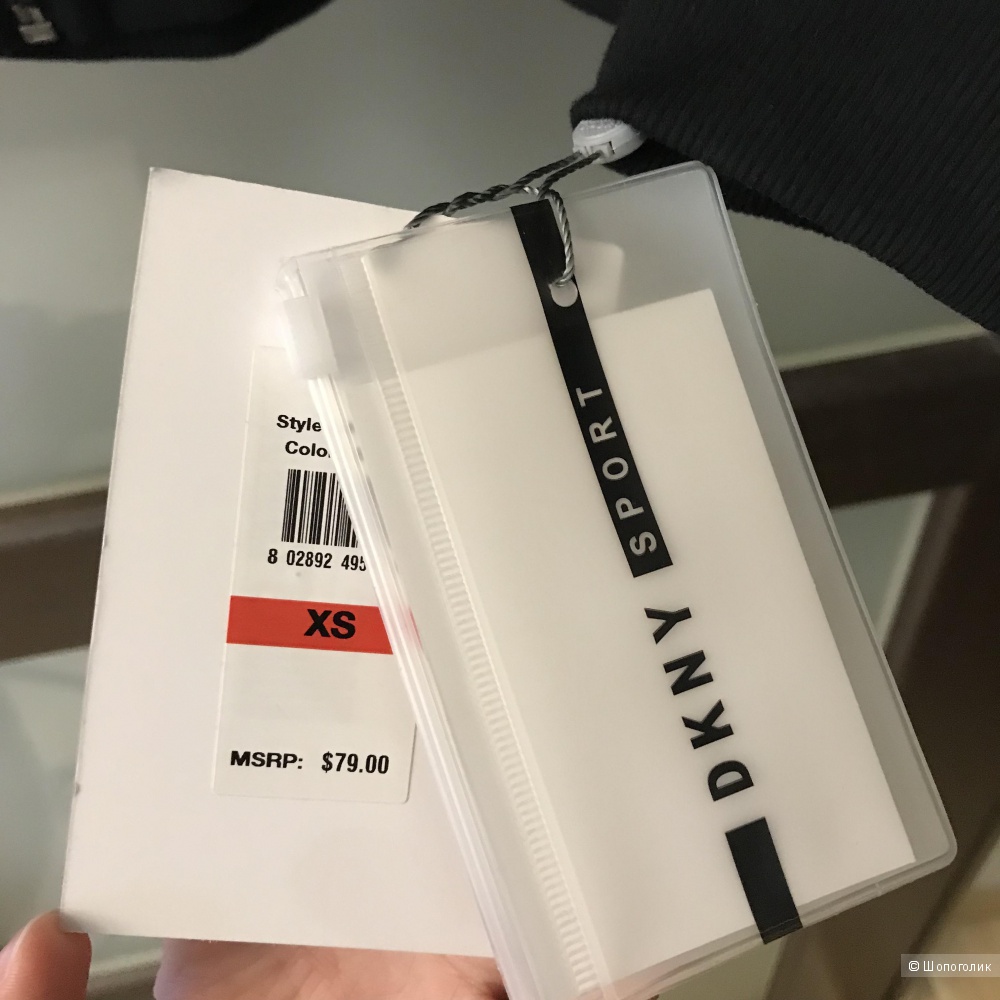 Style
Colo
8 02892 495
XS
MSRP: $79.00
DKNY SPORT
© Шопоголик